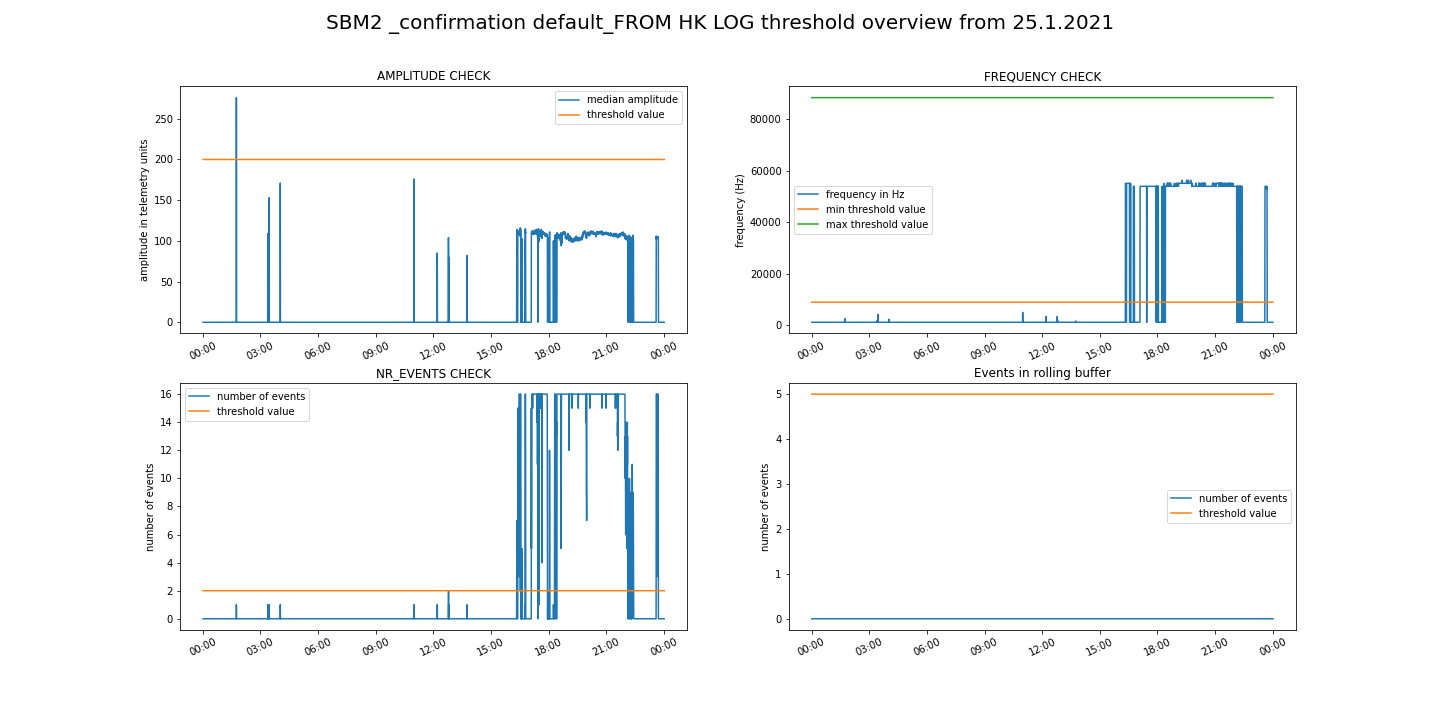 SBM2 _confirmation default_FROM HK LOG threshold overview from 25.1.2021
AMPLITUDE CHECK
amplitude in telemetry units
250
200
150
100
50
0
median amplitude
threshold value
00:00 03:00 06:00 09:00 12:00 15:00 18:00 21:00 00:00
FREQUENCY CHECK
frequency (Hz)
80000
60000
40000
20000
0
frequency in Hz
min threshold value
max threshold value
00:00 03:00 06:00 09:00 12:00 15:00 18:00 21:00 00:00
NR_EVENTS CHECK
number of events
16
14
12
10
8
6
4
2
0
number of events
threshold value
00:00 03:00 06:00 09:00 12:00 15:00 18:00 21:00 00:00
Events in rolling buffer
number of events
5
4
3
2
1
0
number of events
threshold value
00:00 03:00 06:00 09:00 12:00 15:00 18:00 21:00 00:00